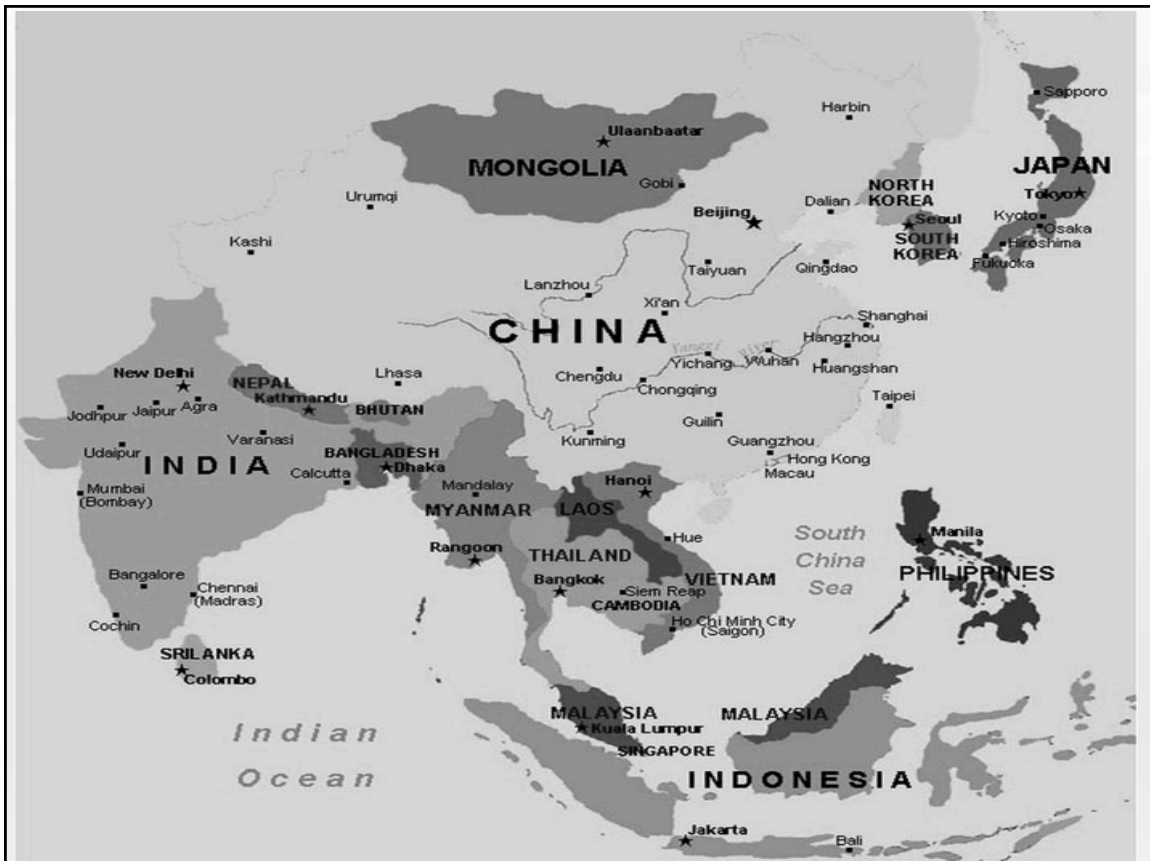 Sapporo
Harbin
Ulaanbaatar
MONGOLIA
JAPAN
Gobi
NORTH
KOREA
Tokyo
Urumqi
Beijing
Dalian
Kyoto
Seoul
Osaka
Kashi
SOUTH
KOREA
Hiroshima
Fukuoka
Taiyuan
Qingdao
Lanzhou
Xi'an
CHINA
Shanghai
Hangzhou
Yangzi River
Yichang
Wuhan
Huangshan
New Delhi
NEPAL
Kathmandu
Lhasa
Chengdu
Chongqing
Taipei
Jodhpur
Jaipur
Agra
BHUTAN
Guilin
Udaipur
Varanasi
Kunming
Guangzhou
INDIA
BANGLADESH
Dhaka
Hong Kong
Macau
Calcutta
Hanoi
Mumbai
(Bombay)
Mandalay
MYANMAR
LAOS
South
China
Sea
Manila
Hue
Rangoon
THAILAND
PHILIPPINES
Bangalore
Chennai
(Madras)
Bangkok
VIETNAM
Siem Reap
CAMBODIA
Cochin
Ho Chi Minh City
(Saigon)
SRILANKA
Colombo
MALAYSIA
MALAYSIA
Kuala Lumpur
SINGAPORE
Indian
Ocean
INDONESIA
Jakarta
Bali